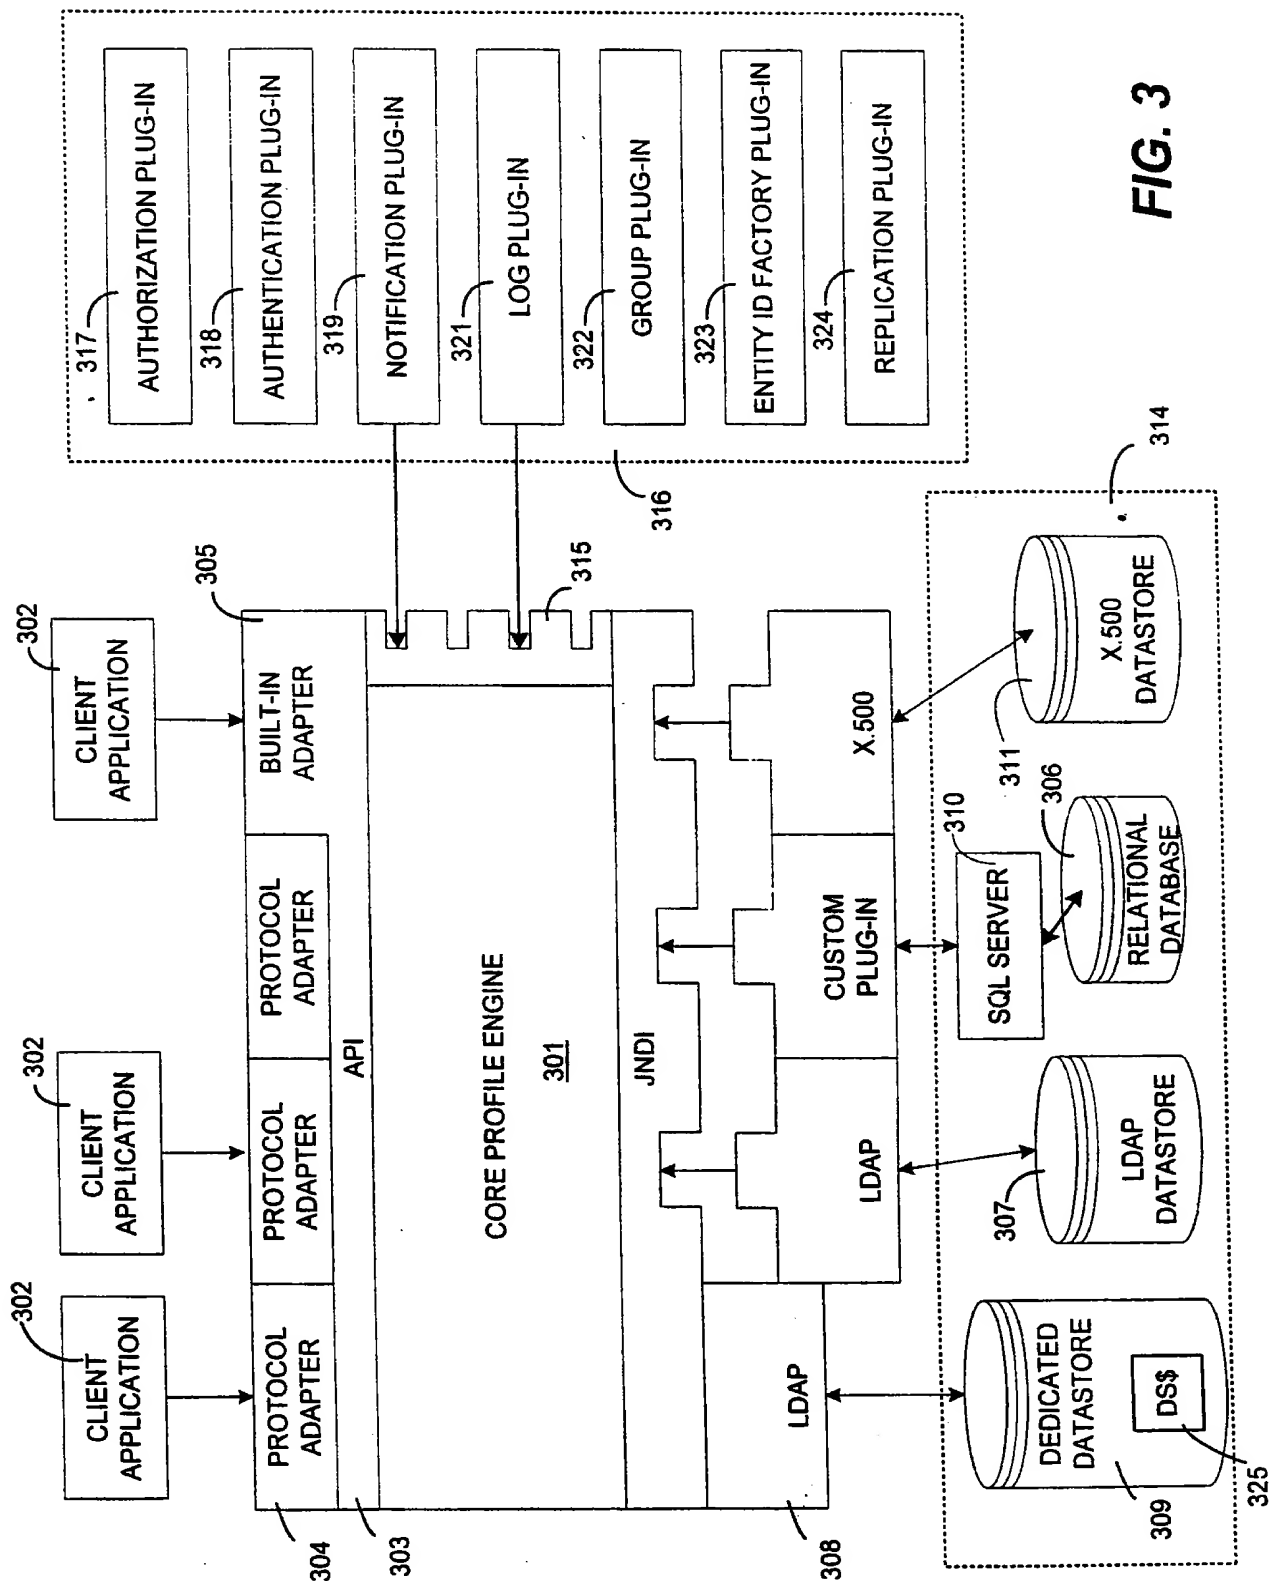 302
CLIENT
APPLICATION
302
CLIENT
APPLICATION
302
CLIENT
APPLICATION
305
304
PROTOCOL
ADAPTER
PROTOCOL
ADAPTER
PROTOCOL
ADAPTER
BUILT-IN
ADAPTER
303
API
CORE PROFILE ENGINE
301
315
JNDI
308
LDAP
LDAP
CUSTOM
PLUG-IN
X.500
309
DEDICATED
DATASTORE
DS$
325
307
LDAP
DATASTORE
310
SQL SERVER
306
RELATIONAL
DATABASE
311
X.500
DATASTORE
314
316
317
AUTHORIZATION PLUG-IN
318
AUTHENTICATION PLUG-IN
319
NOTIFICATION PLUG-IN
321
LOG PLUG-IN
322
GROUP PLUG-IN
323
ENTITY ID FACTORY PLUG-IN
324
REPLICATION PLUG-IN
FIG. 3